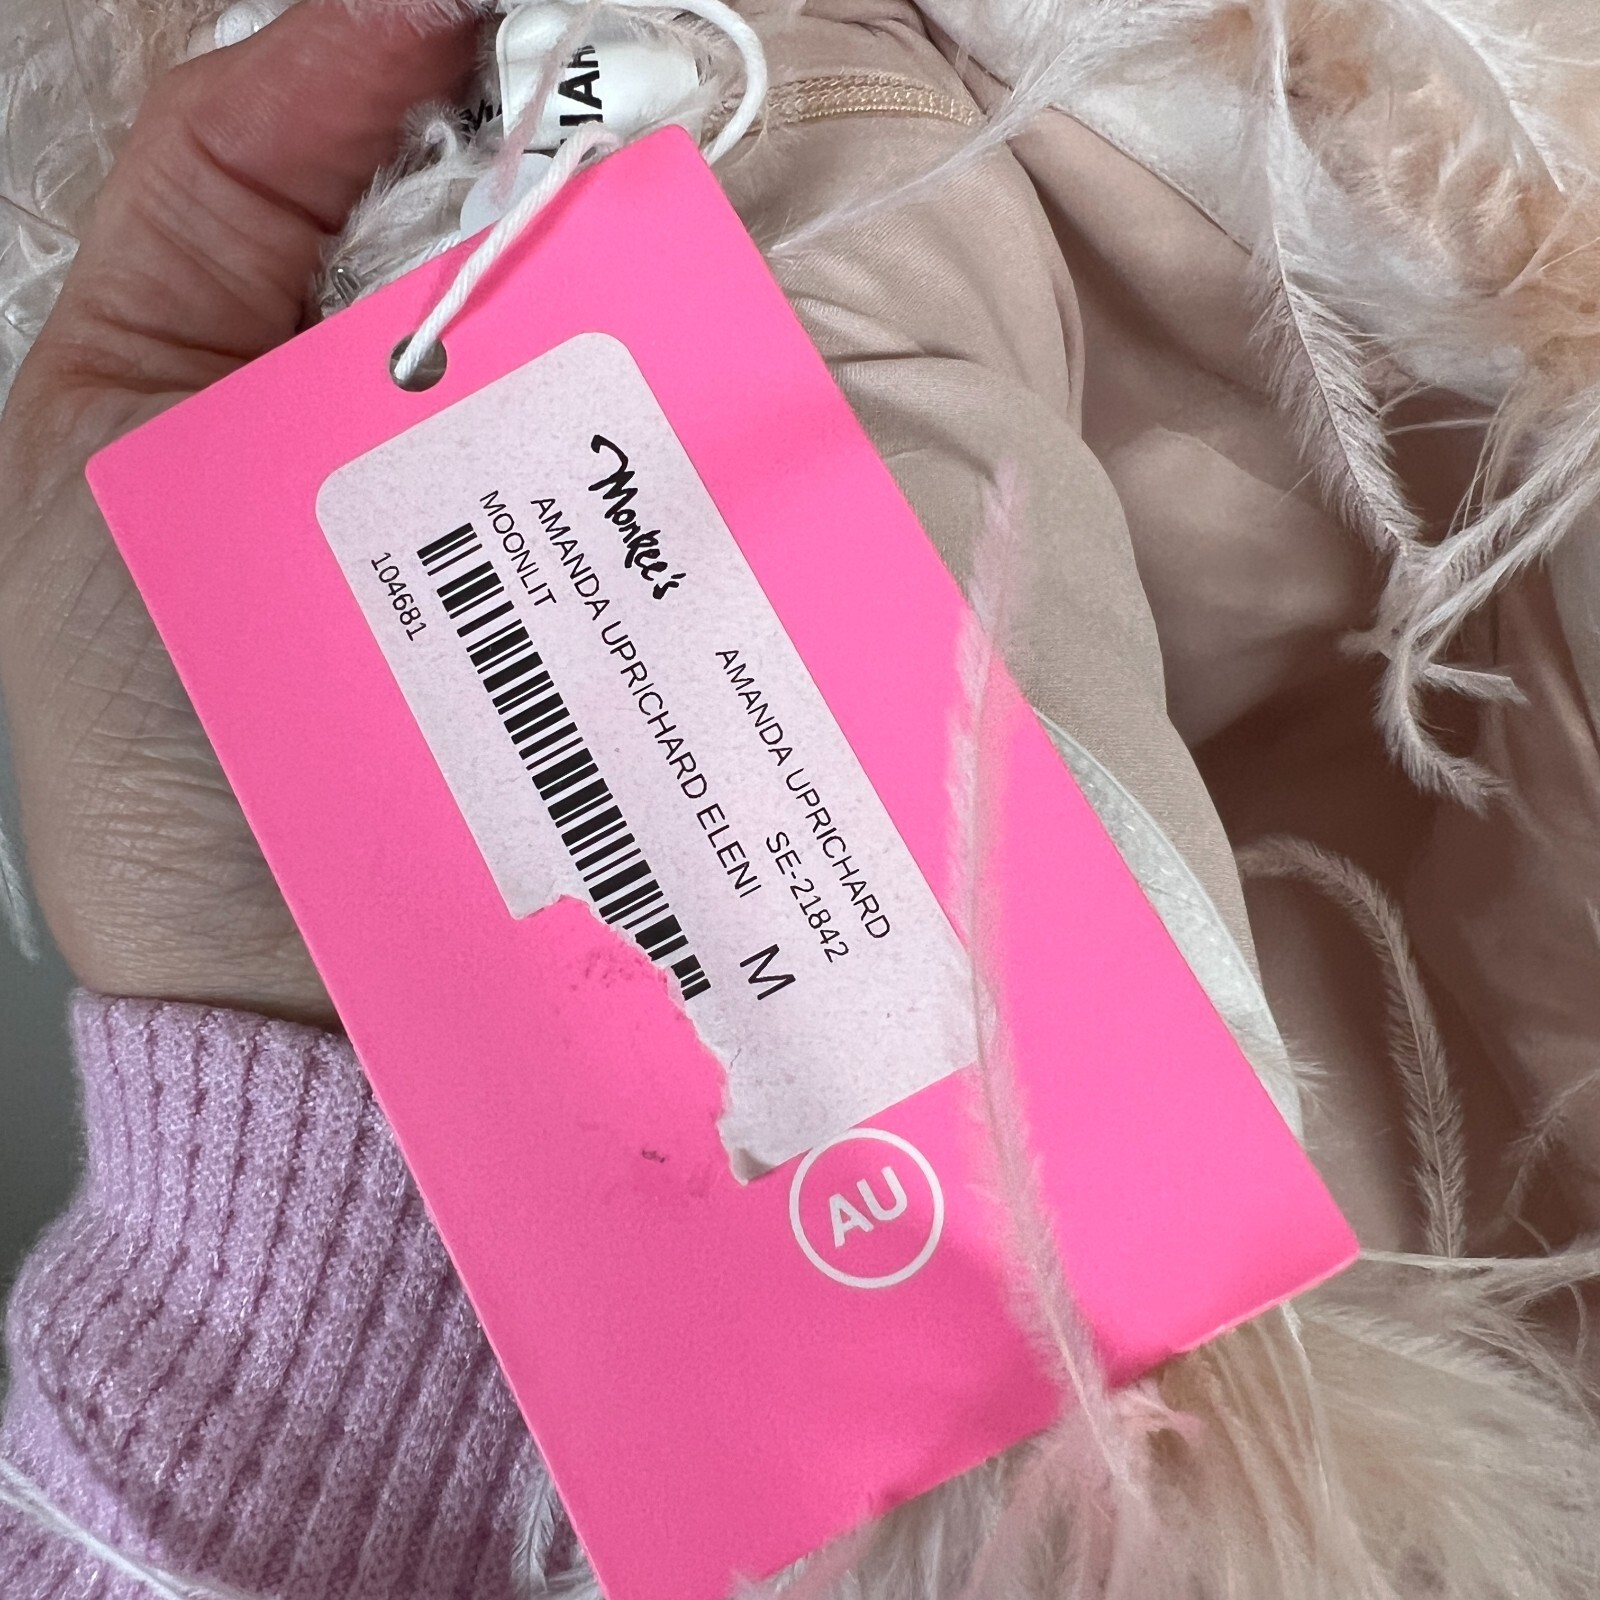 Monkee's
AMANDA UPRICHARD
SE-21842
AMANDA UPRICHARD ELENI
M
MOONLIT
104681
AU